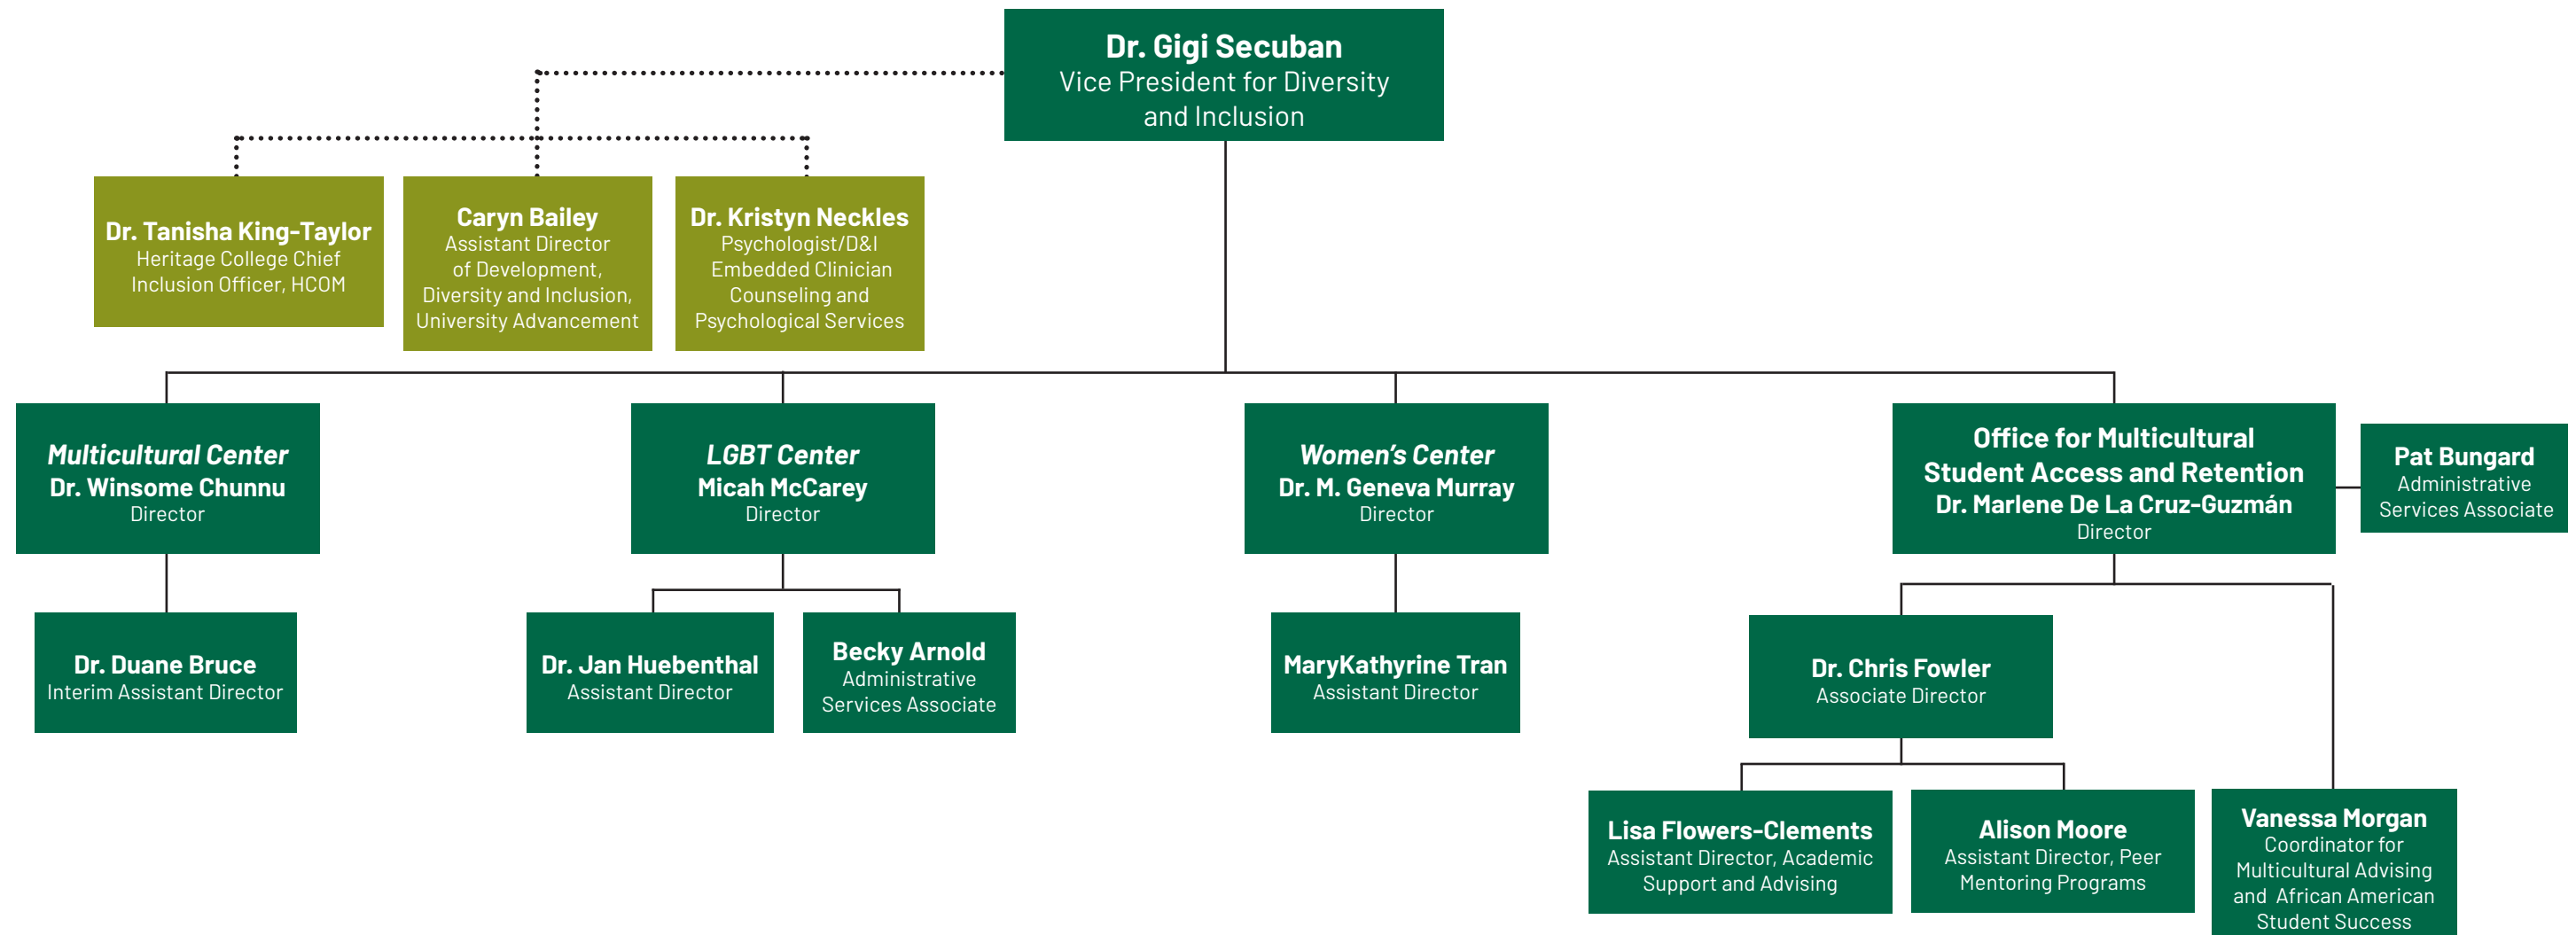 Dr. Gigi Secuban
Vice President for Diversity
and Inclusion
Dr. Tanisha King-Taylor
Heritage College Chief
Inclusion Officer, HCOM
Caryn Bailey
Assistant Director
of Development,
Diversity and Inclusion,
University Advancement
Dr. Kristyn Neckles
Psychologist/D&I
Embedded Clinician
Counseling and
Psychological Services
Multicultural Center
Dr. Winsome Chunnu
Director
LGBT Center
Micah McCarey
Director
Women’s Center
Dr. M. Geneva Murray
Director
Office for Multicultural
Student Access and Retention
Dr. Marlene De La Cruz-Guzmán
Director
Pat Bungard
Administrative
Services Associate
Dr. Duane Bruce
Interim Assistant Director
Dr. Jan Huebenthal
Assistant Director
Becky Arnold
Administrative
Services Associate
MaryKathyrine Tran
Assistant Director
Dr. Chris Fowler
Associate Director
Lisa Flowers-Clements
Assistant Director, Academic
Support and Advising
Alison Moore
Assistant Director, Peer
Mentoring Programs
Vanessa Morgan
Coordinator for
Multicultural Advising
and African American
Student Success